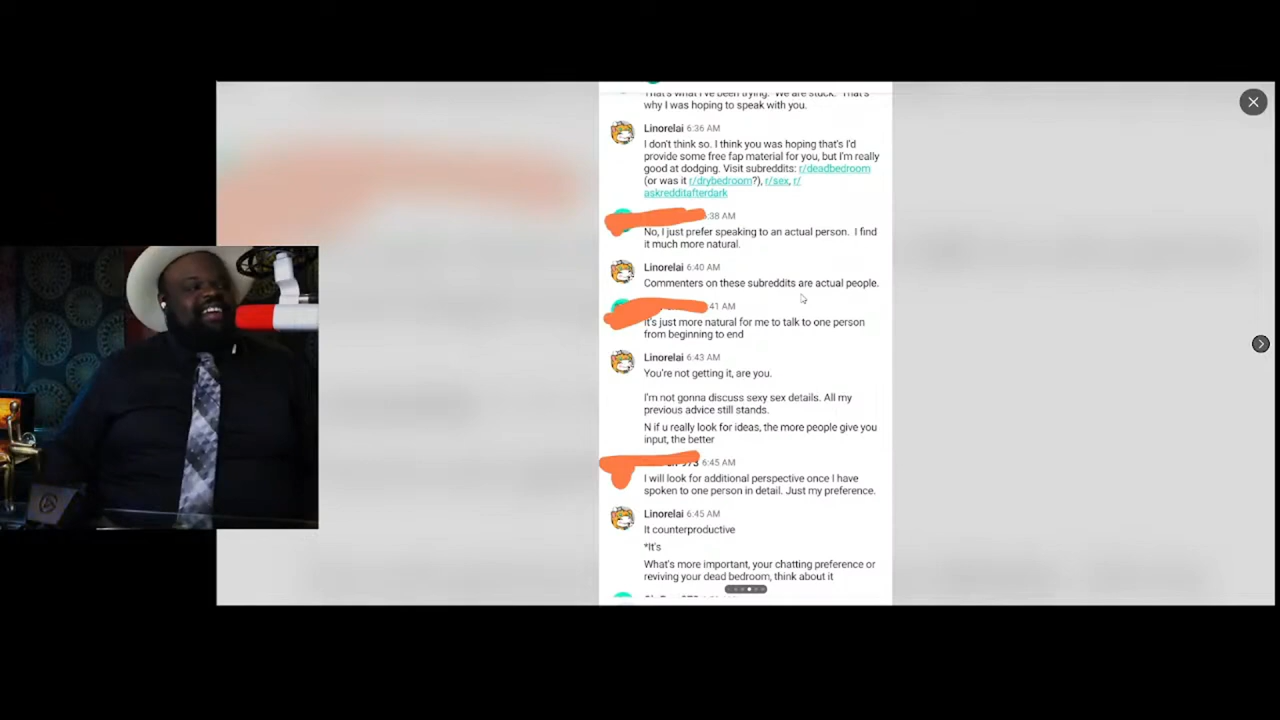 That's what I've been trying. We are stuck. That's
why I was hoping to speak with you.
Linorelai 6:36 AM
I don't think so. I think you was hoping that's I'd
provide some free fap material for you, but I'm really
good at dodging. Visit subreddits: r/deadbedroom
(or was it r/drybedroom?), r/sex, r/
askredditafterdark
:38 AM
No, I just prefer speaking to an actual person. I find
it much more natural.
Linorelai 6:40 AM
Commenters on these subreddits are actual people.
:41 AM
It's just more natural for me to talk to one person
from beginning to end
Linorelai 6:43 AM
You're not getting it, are you.
I'm not gonna discuss sexy sex details. All my
previous advice still stands.
N if u really look for ideas, the more people give you
input, the better
6:45 AM
I will look for additional perspective once I have
spoken to one person in detail. Just my preference.
Linorelai 6:45 AM
It counterproductive
*It's
What's more important, your chatting preference or
reviving your dead bedroom, think about it